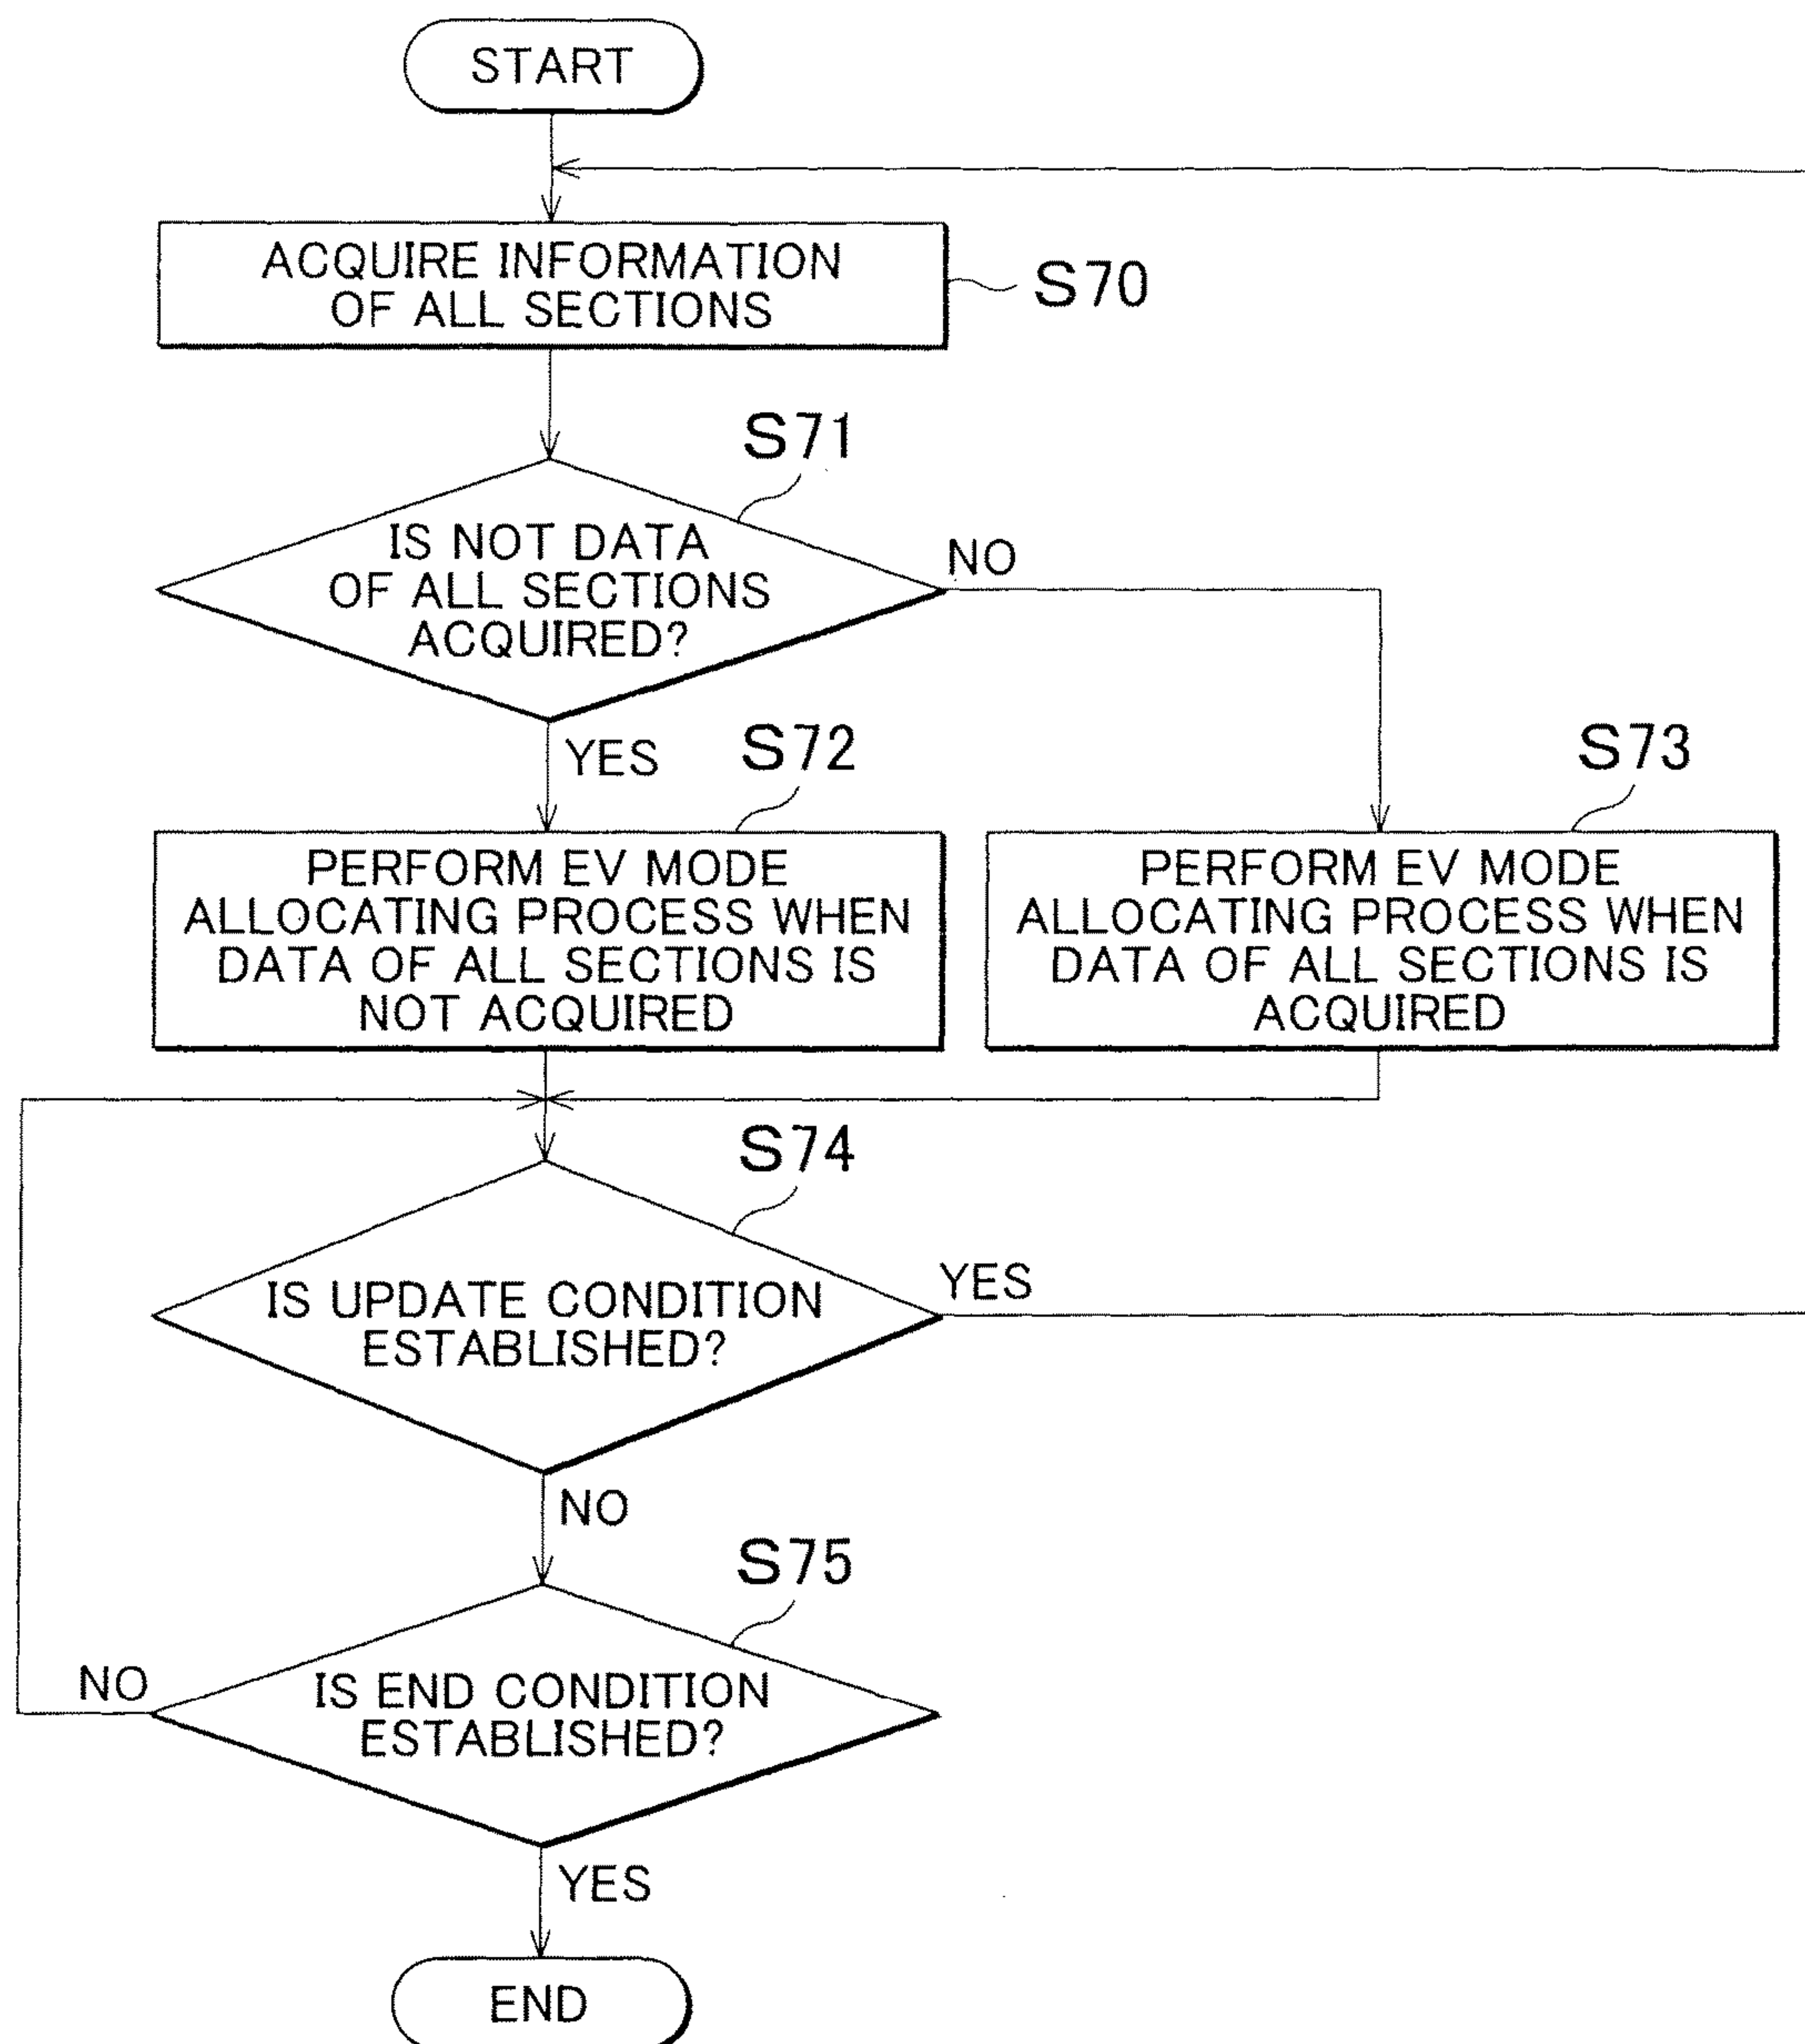 START
ACQUIRE INFORMATION
OF ALL SECTIONS
S70
S71
IS NOT DATA
OF ALL SECTIONS
ACQUIRED?
NO
YES
S72
S73
PERFORM EV MODE
ALLOCATING PROCESS WHEN
DATA OF ALL SECTIONS IS
NOT ACQUIRED
PERFORM EV MODE
ALLOCATING PROCESS WHEN
DATA OF ALL SECTIONS IS
ACQUIRED
S74
IS UPDATE CONDITION
ESTABLISHED?
YES
NO
S75
IS END CONDITION
ESTABLISHED?
NO
YES
END